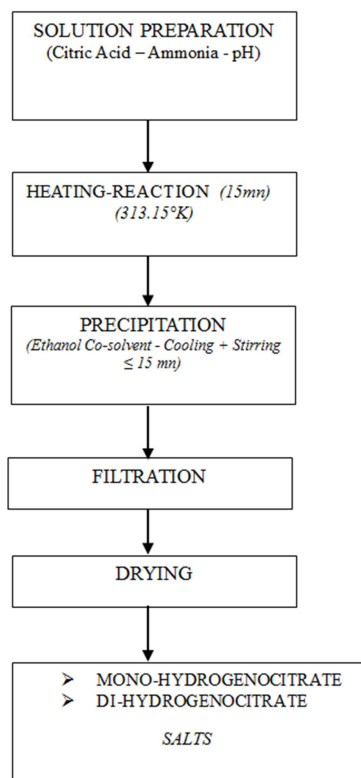 SOLUTION PREPARATION
(Citric Acid – Ammonia - pH)
HEATING-REACTION (15mn)
(313.15°K)
PRECIPITATION
(Ethanol Co-solvent - Cooling + Stirring
≤ 15 mn)
FILTRATION
DRYING
➢ MONO-HYDROGENOCITRATE
➢ DI-HYDROGENOCITRATE
SALTS